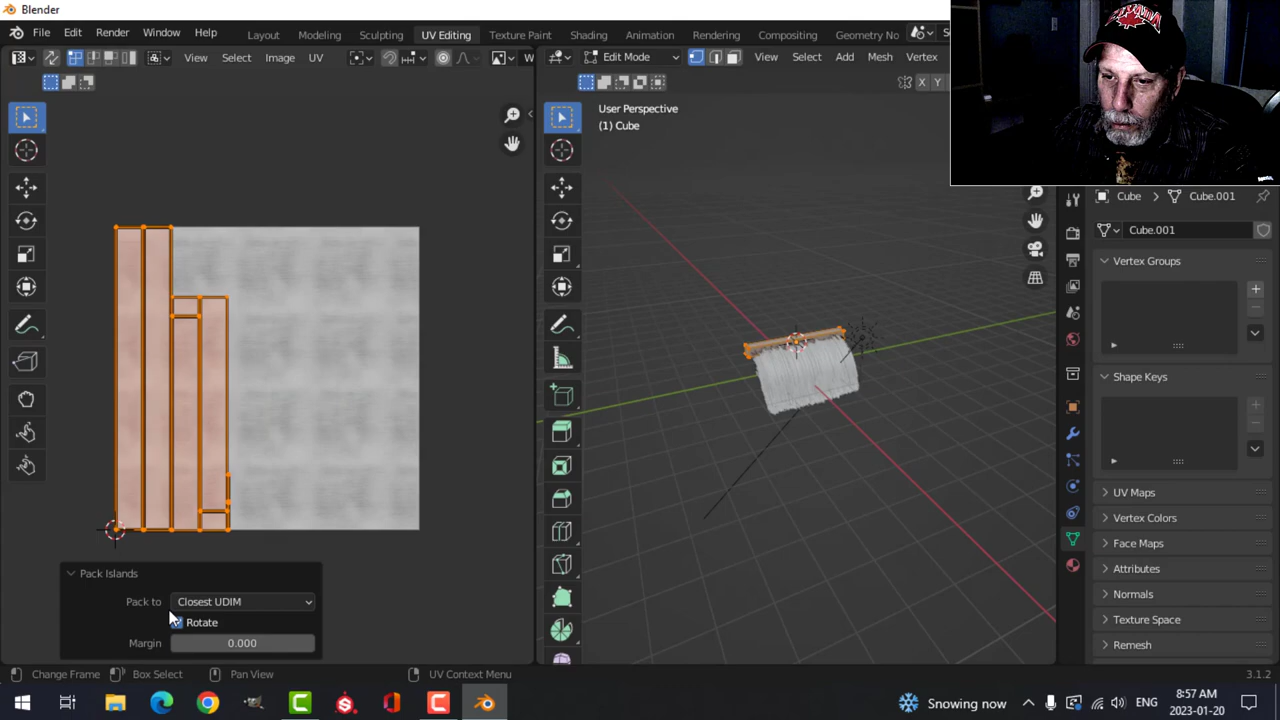 Blender
File Edit Render Window Help Layout Modeling Sculpting UV Editing Texture Paint Shading Animation Rendering Compositing Geometry No
View Select Image UV
Edit Mode View Select Add Mesh Vertex
X Y
User Perspective
(1) Cube
Cube Cube.001
Cube.001
Vertex Groups
Shape Keys
UV Maps
Vertex Colors
Face Maps
Attributes
Normals
Texture Space
Remesh
Pack Islands
Pack to Closest UDIM
Rotate
Margin 0.000
Change Frame Box Select Pan View UV Context Menu 3.1.2
Snowing now ENG 8:57 AM
2023-01-20